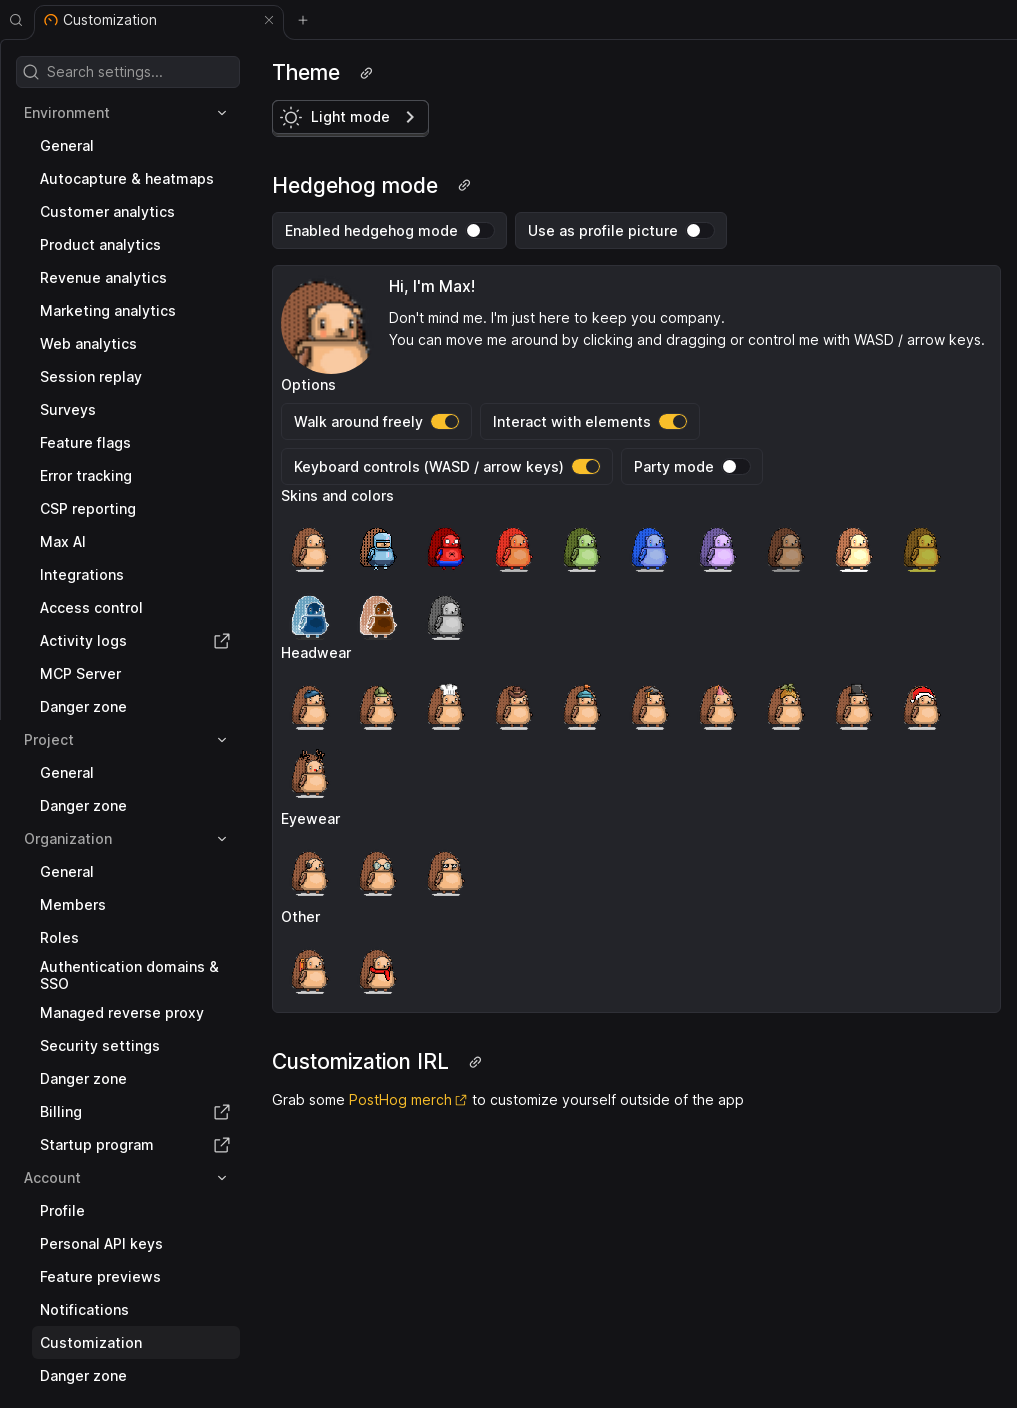 Customization
Search settings...
Environment
General
Autocapture & heatmaps
Customer analytics
Product analytics
Revenue analytics
Marketing analytics
Web analytics
Session replay
Surveys
Feature flags
Error tracking
CSP reporting
Max AI
Integrations
Access control
Activity logs
MCP Server
Danger zone
Project
General
Danger zone
Organization
General
Members
Roles
Authentication domains &
SSO
Managed reverse proxy
Security settings
Danger zone
Billing
Startup program
Account
Profile
Personal API keys
Feature previews
Notifications
Customization
Danger zone
Theme
Light mode
Hedgehog mode
Enabled hedgehog mode
Use as profile picture
Hi, I'm Max!
Don't mind me. I'm just here to keep you company.
You can move me around by clicking and dragging or control me with WASD / arrow keys.
Options
Walk around freely
Interact with elements
Keyboard controls (WASD / arrow keys)
Party mode
Skins and colors
Headwear
Eyewear
Other
Customization IRL
Grab some PostHog merch to customize yourself outside of the app